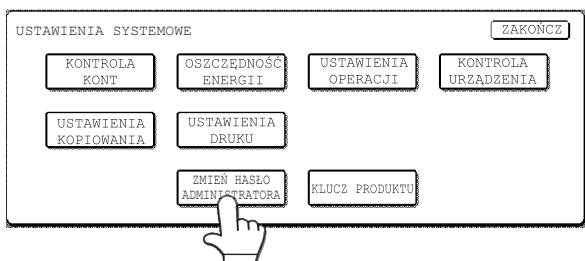 USTAWIENIA SYSTEMOWE ZAKOŃCZ
KONTROLA KONT
OSZCZĘDNOŚĆ ENERGII
USTAWIENIA OPERACJI
KONTROLA URZĄDZENIA
USTAWIENIA KOPIOWANIA
USTAWIENIA DRUKU
ZMIEŃ HASŁO ADMINISTRATORA
KLUCZ PRODUKTU